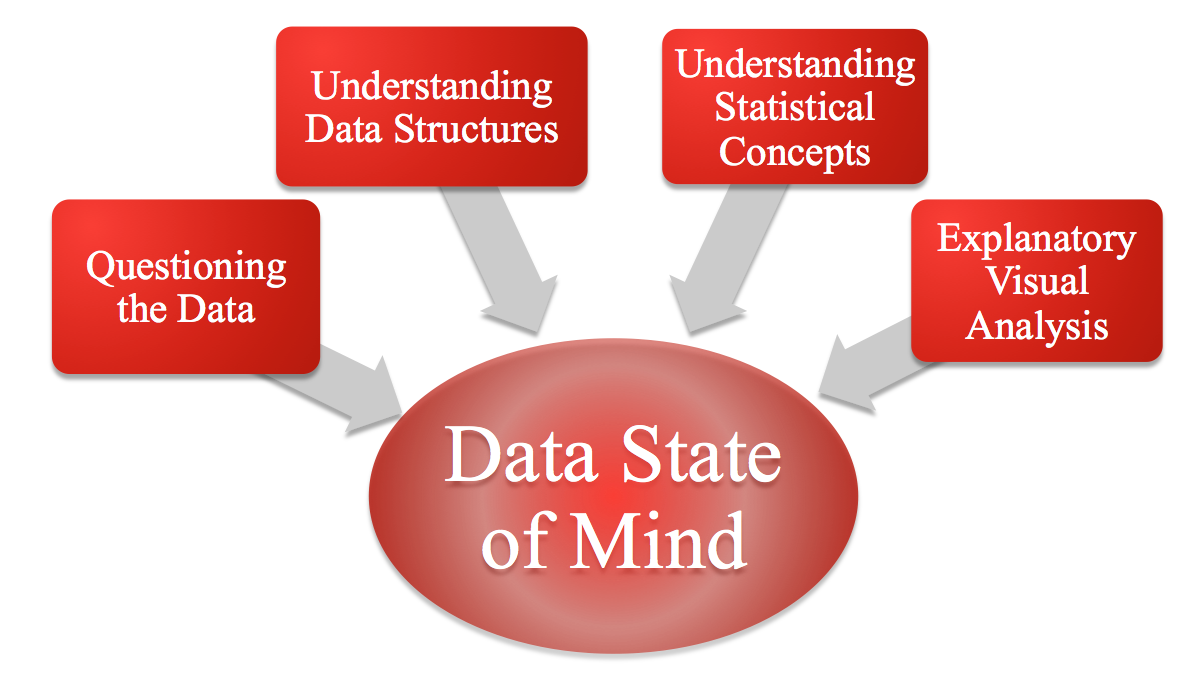 Understanding
Data Structures
Understanding
Statistical
Concepts
Questioning
the Data
Explanatory
Visual
Analysis
Data State
of Mind